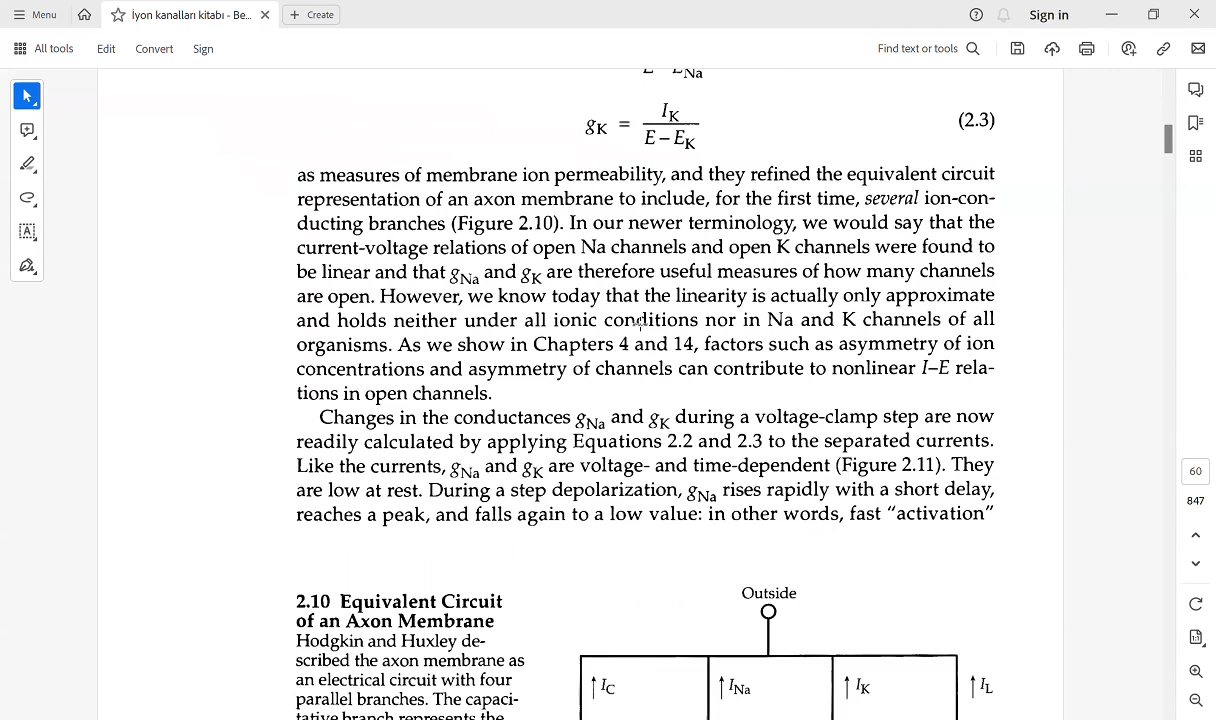 Menu
İyon kanalları kitabı - Be...
Create
Sign in
All tools
Edit
Convert
Sign
Find text or tools
E − E_Na
g_K = I_K / (E − E_K) (2.3)
as measures of membrane ion permeability, and they refined the equivalent circuit
representation of an axon membrane to include, for the first time, several ion-con-
ducting branches (Figure 2.10). In our newer terminology, we would say that the
current-voltage relations of open Na channels and open K channels were found to
be linear and that g_Na and g_K are therefore useful measures of how many channels
are open. However, we know today that the linearity is actually only approximate
and holds neither under all ionic conditions nor in Na and K channels of all
organisms. As we show in Chapters 4 and 14, factors such as asymmetry of ion
concentrations and asymmetry of channels can contribute to nonlinear I–E rela-
tions in open channels.
Changes in the conductances g_Na and g_K during a voltage-clamp step are now
readily calculated by applying Equations 2.2 and 2.3 to the separated currents.
Like the currents, g_Na and g_K are voltage- and time-dependent (Figure 2.11). They
are low at rest. During a step depolarization, g_Na rises rapidly with a short delay,
reaches a peak, and falls again to a low value: in other words, fast “activation”
2.10 Equivalent Circuit
of an Axon Membrane
Hodgkin and Huxley de-
scribed the axon membrane as
an electrical circuit with four
parallel branches. The capaci-
tative branch represents the
Outside
I_C
I_Na
I_K
I_L
60
847
1:1